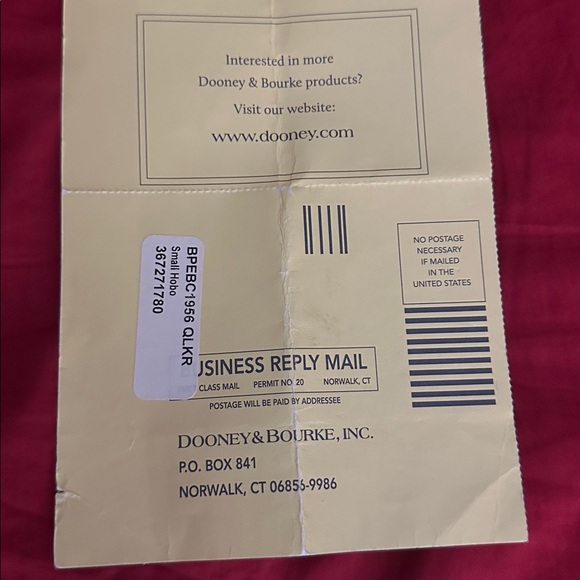 Interested in more
Dooney & Bourke products?
Visit our website:
www.dooney.com
NO POSTAGE
NECESSARY
IF MAILED
IN THE
UNITED STATES
BPEBC1956 QLKR
Small Hobo
367271780
USINESS REPLY MAIL
CLASS MAIL PERMIT NO 20 NORWALK, CT
POSTAGE WILL BE PAID BY ADDRESSEE
DOONEY & BOURKE, INC.
P.O. BOX 841
NORWALK, CT 06856-9986